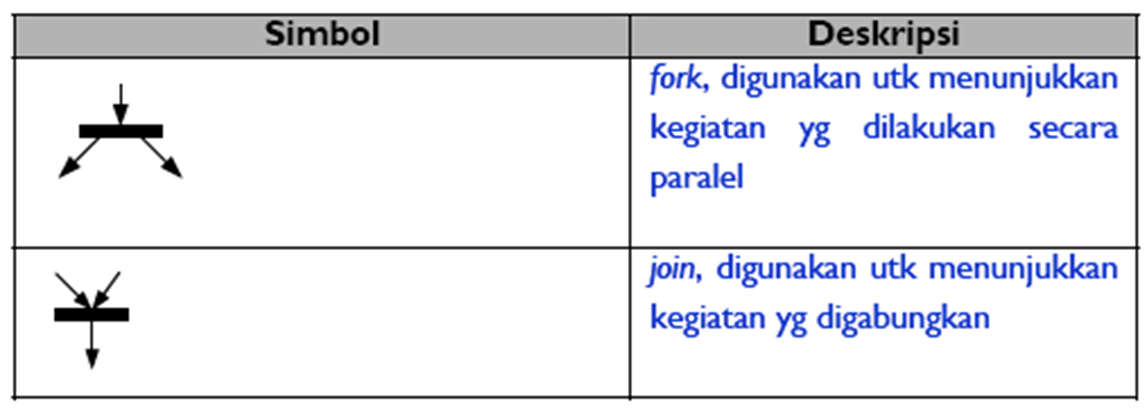 Simbol
Deskripsi
fork, digunakan utk menunjukkan
kegiatan yg dilakukan secara
paralel
join, digunakan utk menunjukkan
kegiatan yg digabungkan